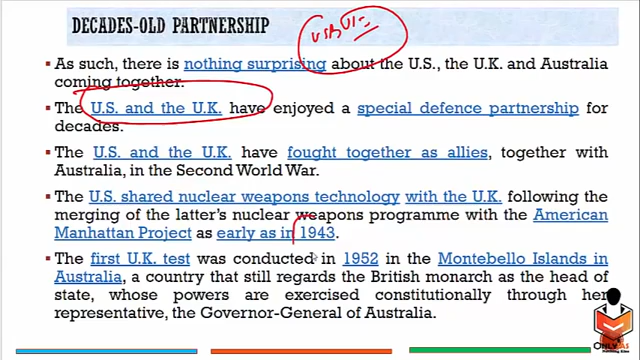 DECADES-OLD PARTNERSHIP
▪ As such, there is nothing surprising about the U.S., the U.K. and Australia
coming together.
▪ The U.S. and the U.K. have enjoyed a special defence partnership for
decades.
▪ The U.S. and the U.K. have fought together as allies, together with
Australia, in the Second World War.
▪ The U.S. shared nuclear weapons technology with the U.K. following the
merging of the latter's nuclear weapons programme with the American
Manhattan Project as early as in 1943.
▪ The first U.K. test was conducted in 1952 in the Montebello Islands in
Australia, a country that still regards the British monarch as the head of
state, whose powers are exercised constitutionally through her
representative, the Governor-General of Australia.
ONLY IAS